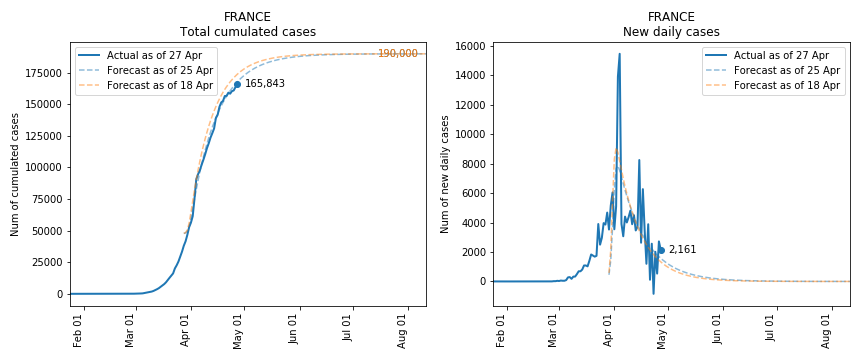 FRANCE
Total cumulated cases
Actual as of 27 Apr
Forecast as of 25 Apr
Forecast as of 18 Apr
190,000
165,843
Num of cumulated cases
175000
150000
125000
100000
75000
50000
25000
0
Feb 01
Mar 01
Apr 01
May 01
Jun 01
Jul 01
Aug 01
FRANCE
New daily cases
Actual as of 27 Apr
Forecast as of 25 Apr
Forecast as of 18 Apr
2,161
Num of new daily cases
16000
14000
12000
10000
8000
6000
4000
2000
0
Feb 01
Mar 01
Apr 01
May 01
Jun 01
Jul 01
Aug 01